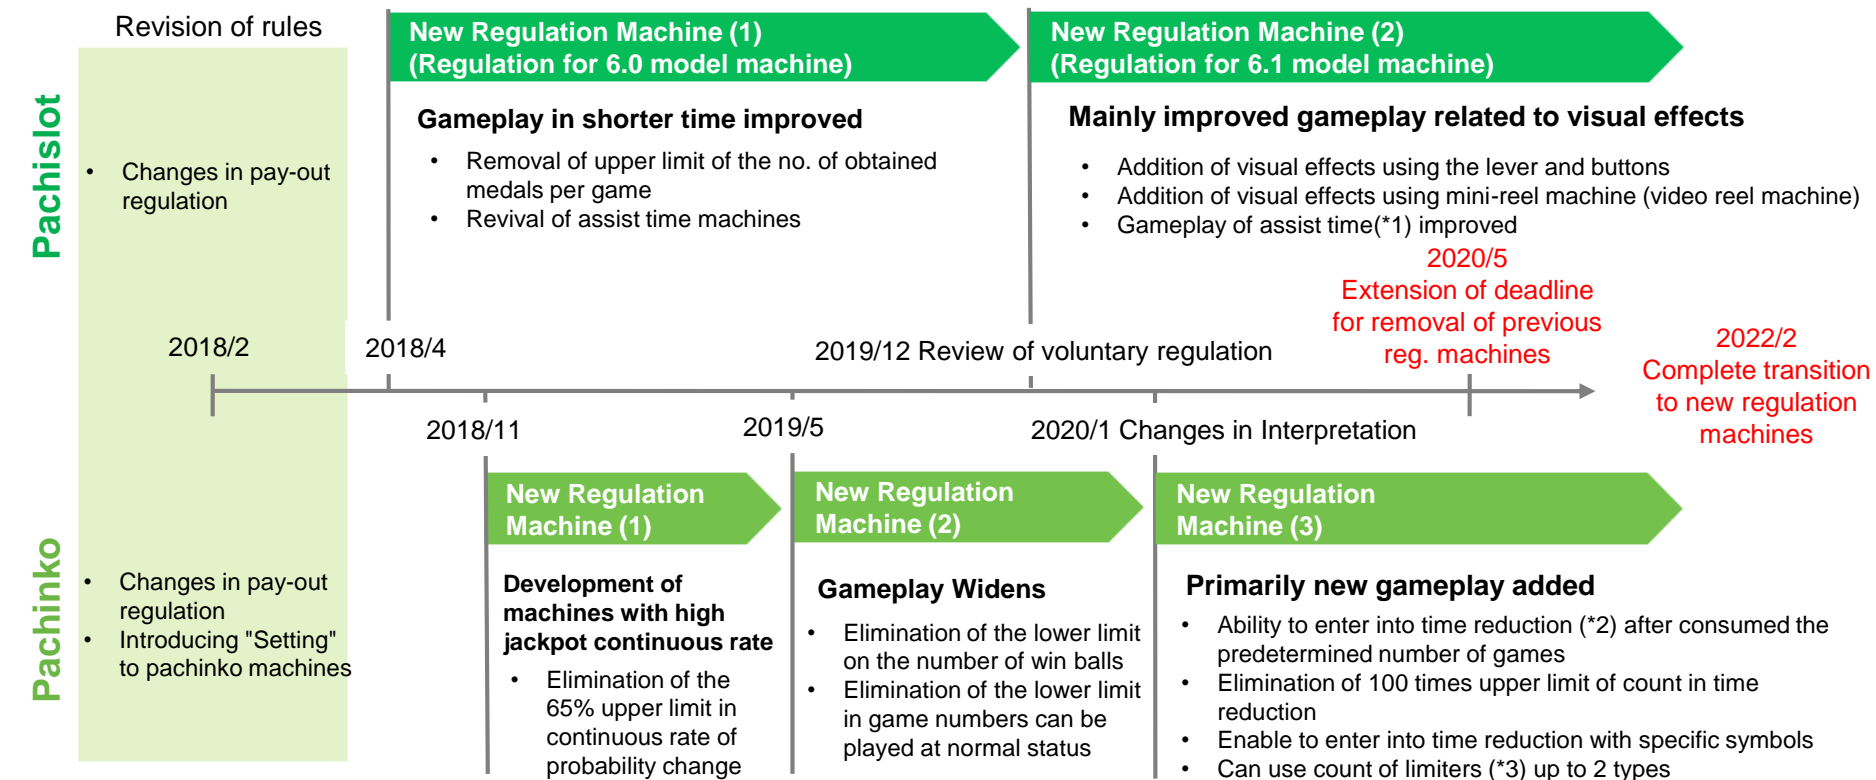 Revision of rules
Pachislot
• Changes in pay-out
regulation
New Regulation Machine (1)
(Regulation for 6.0 model machine)
Gameplay in shorter time improved
• Removal of upper limit of the no. of obtained
medals per game
• Revival of assist time machines
New Regulation Machine (2)
(Regulation for 6.1 model machine)
Mainly improved gameplay related to visual effects
• Addition of visual effects using the lever and buttons
• Addition of visual effects using mini-reel machine (video reel machine)
• Gameplay of assist time(*1) improved
2020/5
Extension of deadline
for removal of previous
reg. machines
2018/2
2018/4
2019/12 Review of voluntary regulation
2022/2
Complete transition
to new regulation
machines
2018/11
2019/5
2020/1 Changes in Interpretation
Pachinko
• Changes in pay-out
regulation
• Introducing "Setting"
to pachinko machines
New Regulation
Machine (1)
Development of
machines with high
jackpot continuous rate
• Elimination of the
65% upper limit in
continuous rate of
probability change
New Regulation
Machine (2)
Gameplay Widens
• Elimination of the lower limit
on the number of win balls
• Elimination of the lower limit
in game numbers can be
played at normal status
New Regulation
Machine (3)
Primarily new gameplay added
• Ability to enter into time reduction (*2) after consumed the
predetermined number of games
• Elimination of 100 times upper limit of count in time
reduction
• Enable to enter into time reduction with specific symbols
• Can use count of limiters (*3) up to 2 types